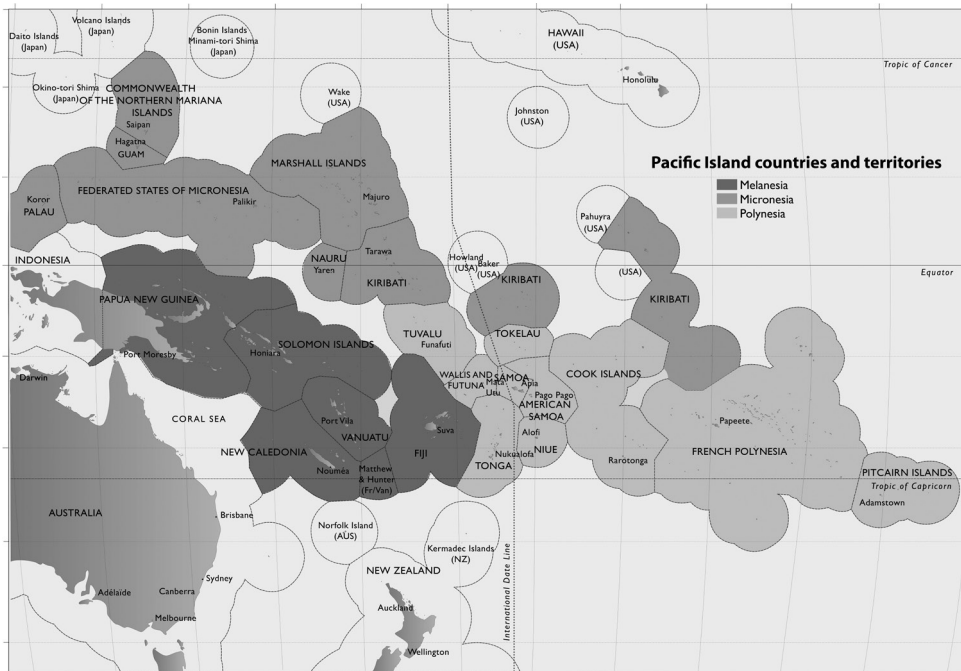 Volcano Islands
(Japan)
Daito Islands
(Japan)
Bonin Islands
Minami-tori Shima
(Japan)
HAWAII
(USA)
Tropic of Cancer
Honolulu
Okino-tori Shima
(Japan)
COMMONWEALTH
OF THE NORTHERN MARIANA
ISLANDS
Saipan
Wake
(USA)
Johnston
(USA)
Hagatna
GUAM
MARSHALL ISLANDS
Pacific Island countries and territories
Melanesia
Micronesia
Polynesia
FEDERATED STATES OF MICRONESIA
Palikir
Majuro
Koror
PALAU
Pahuyra
(USA)
Tarawa
NAURU
Yaren
KIRIBATI
Howland
(USA)
Baker
(USA)
(USA)
INDONESIA
Equator
KIRIBATI
KIRIBATI
PAPUA NEW GUINEA
Port Moresby
SOLOMON ISLANDS
Honiara
TUVALU
Funafuti
TOKELAU
WALLIS AND
FUTUNA
Mata
Utu
SAMOA
Apia
Pago Pago
AMERICAN
SAMOA
COOK ISLANDS
Darwin
CORAL SEA
Port Vila
VANUATU
Suva
FIJI
Alofi
NIUE
Nukualofa
TONGA
Papeete
FRENCH POLYNESIA
Rarotonga
NEW CALEDONIA
Nouméa
Matthew
& Hunter
(Fr/Van)
PITCAIRN ISLANDS
Tropic of Capricorn
Adamstown
AUSTRALIA
Brisbane
Norfolk Island
(AUS)
Kermadec Islands
(NZ)
International Date Line
NEW ZEALAND
Sydney
Adélaïde
Canberra
Auckland
Melbourne
Wellington